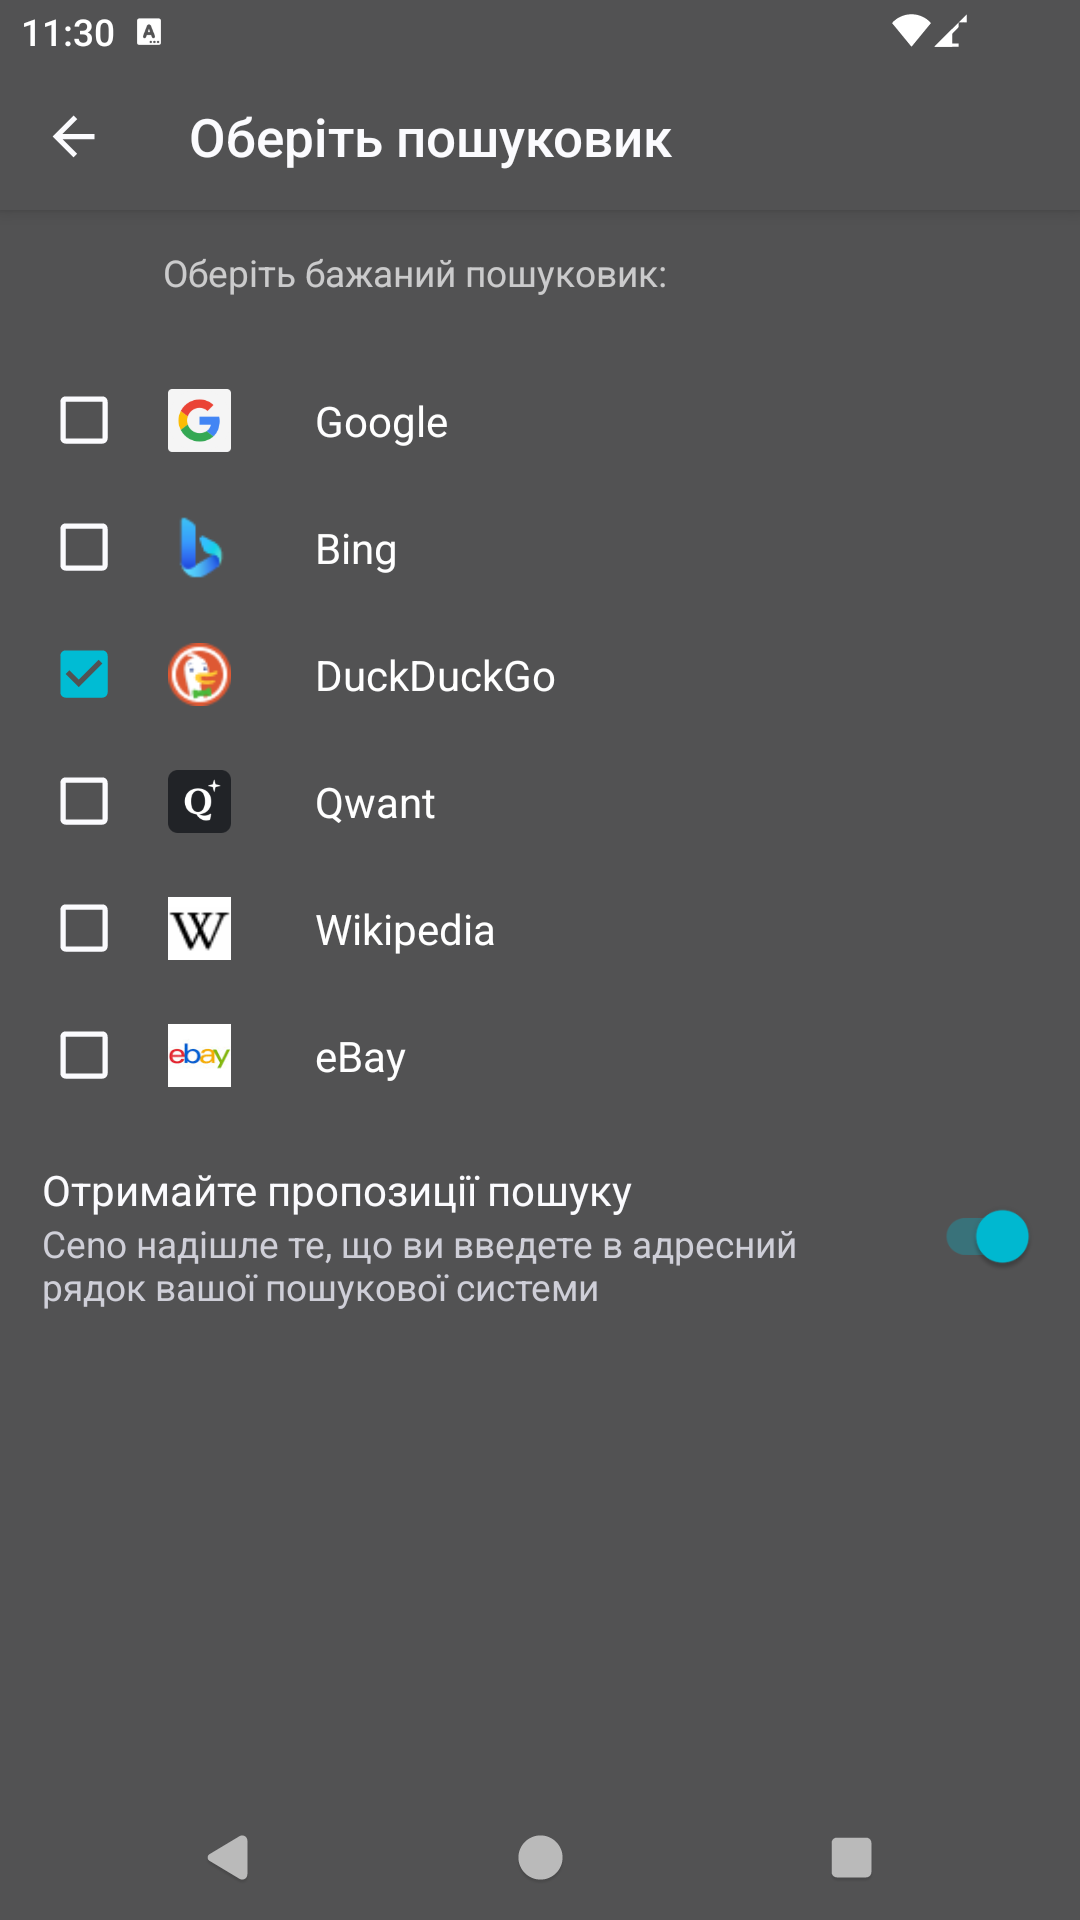 11:30
Оберіть пошуковик
Оберіть бажаний пошуковик:
Google
Bing
DuckDuckGo
Qwant
Wikipedia
ebay eBay
Отримайте пропозиції пошуку
Ceno надішле те, що ви введете в адресний
рядок вашої пошукової системи